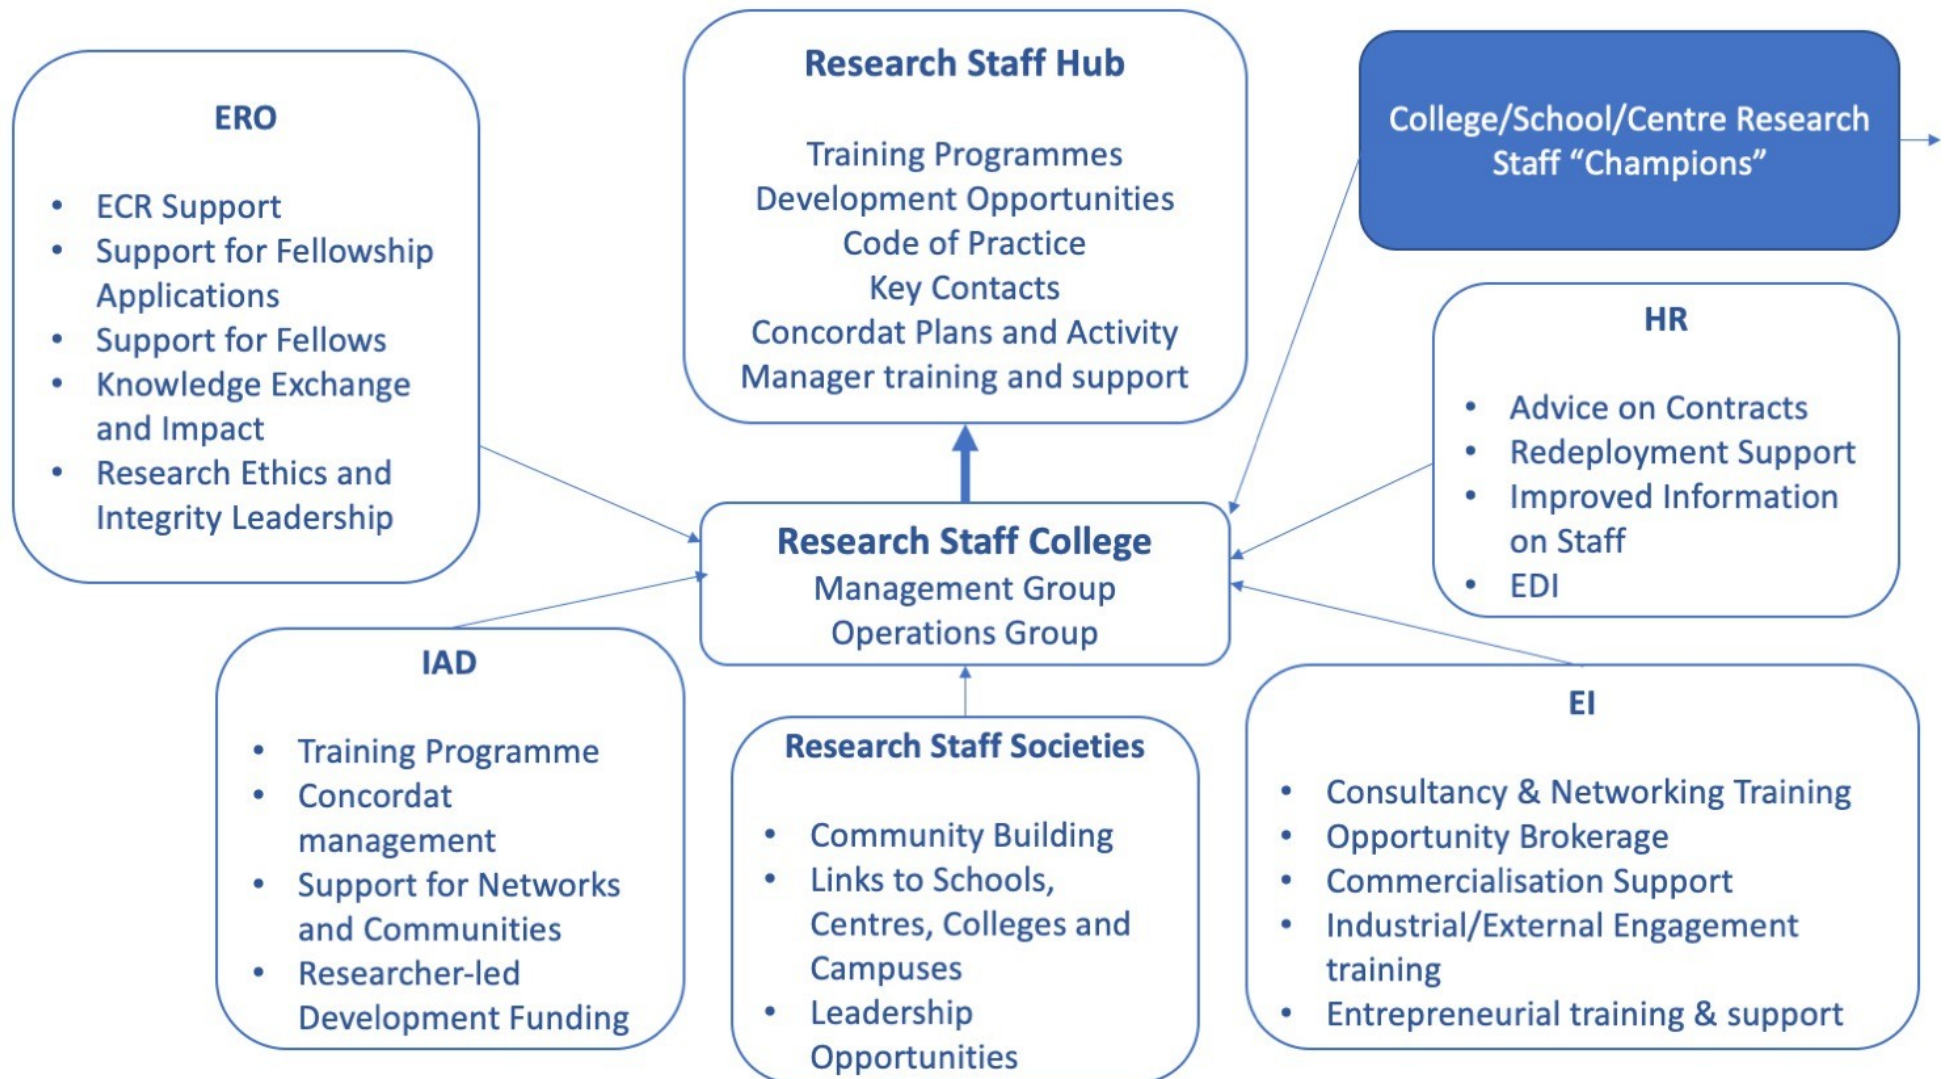 ERO
• ECR Support
• Support for Fellowship
Applications
• Support for Fellows
• Knowledge Exchange
and Impact
• Research Ethics and
Integrity Leadership
Research Staff Hub
Training Programmes
Development Opportunities
Code of Practice
Key Contacts
Concordat Plans and Activity
Manager training and support
College/School/Centre Research
Staff “Champions”
HR
• Advice on Contracts
• Redeployment Support
• Improved Information
on Staff
• EDI
Research Staff College
Management Group
Operations Group
IAD
• Training Programme
• Concordat
management
• Support for Networks
and Communities
• Researcher-led
Development Funding
Research Staff Societies
• Community Building
• Links to Schools,
Centres, Colleges and
Campuses
• Leadership
Opportunities
EI
• Consultancy & Networking Training
• Opportunity Brokerage
• Commercialisation Support
• Industrial/External Engagement
training
• Entrepreneurial training & support